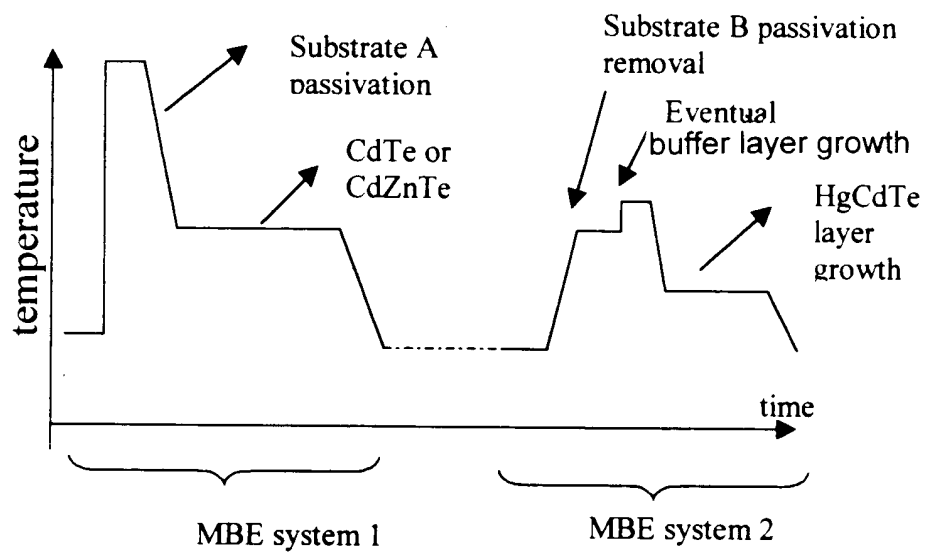 Substrate A
passivation
CdTe or
CdZnTe
Substrate B passivation
removal
Eventual
buffer layer growth
HgCdTe
layer
growth
temperature
time
MBE system 1
MBE system 2